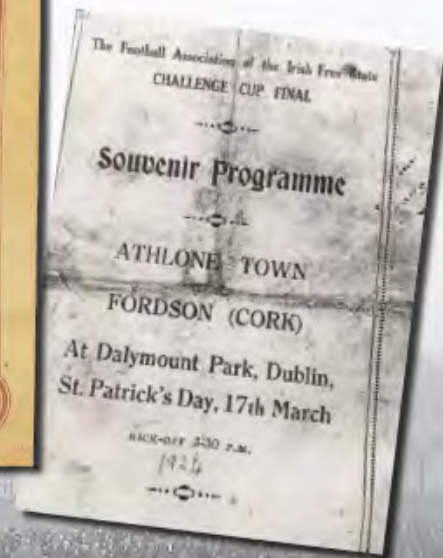 The Football Association of the Irish Free State
CHALLENGE CUP FINAL
Souvenir Programme
ATHLONE TOWN
FORDSON (CORK)
At Dalymount Park, Dublin,
St. Patrick's Day, 17th March
KICK-OFF 3-30 P.M.
1924